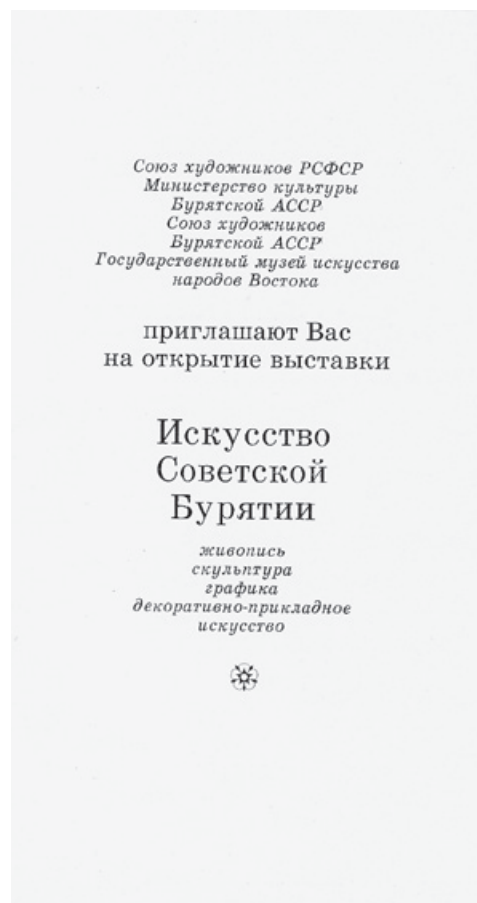 Союз художников РСФСР
Министерство культуры
Бурятской АССР
Союз художников
Бурятской АССР
Государственный музей искусства
народов Востока
приглашают Вас
на открытие выставки
Искусство
Советской
Бурятии
живопись
скульптура
графика
декоративно-прикладное
искусство